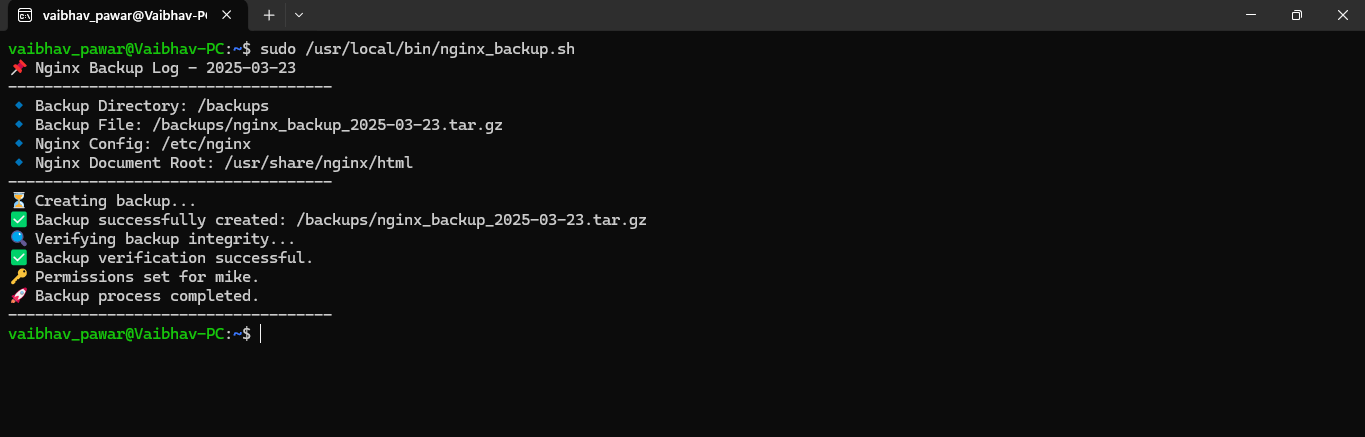 vaibhav_pawar@Vaibhav-P
vaibhav_pawar@Vaibhav-PC:~$ sudo /usr/local/bin/nginx_backup.sh
📌 Nginx Backup Log - 2025-03-23
------------------------------------
🔹 Backup Directory: /backups
🔹 Backup File: /backups/nginx_backup_2025-03-23.tar.gz
🔹 Nginx Config: /etc/nginx
🔹 Nginx Document Root: /usr/share/nginx/html
------------------------------------
⏳ Creating backup...
✅ Backup successfully created: /backups/nginx_backup_2025-03-23.tar.gz
🔍 Verifying backup integrity...
✅ Backup verification successful.
🔑 Permissions set for mike.
🚀 Backup process completed.
------------------------------------
vaibhav_pawar@Vaibhav-PC:~$